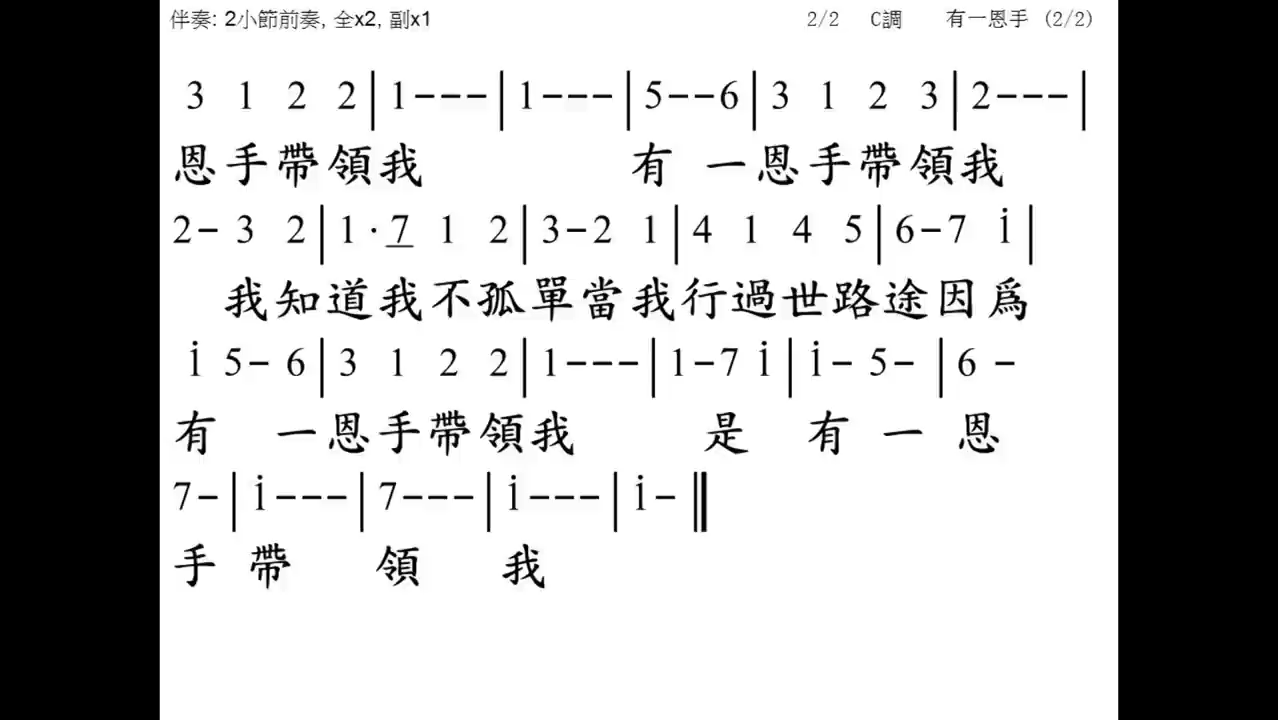 伴奏: 2小節前奏, 全x2, 副x1 2/2 C調 有一恩手 (2/2)
3 1 2 2|1---|1---|5--6|3 1 2 3|2---|
恩手帶領我 有 一恩手帶領我
2- 3 2|1·7̲ 1 2|3-2 1|4 1 4 5|6-7 i|
我知道我不孤單當我行過世路途因爲
i 5- 6|3 1 2 2|1---|1-7 i|i- 5-|6 -
有 一恩手帶領我 是 有 一 恩
7-|i---|7---|i---|i-‖
手 帶 領 我